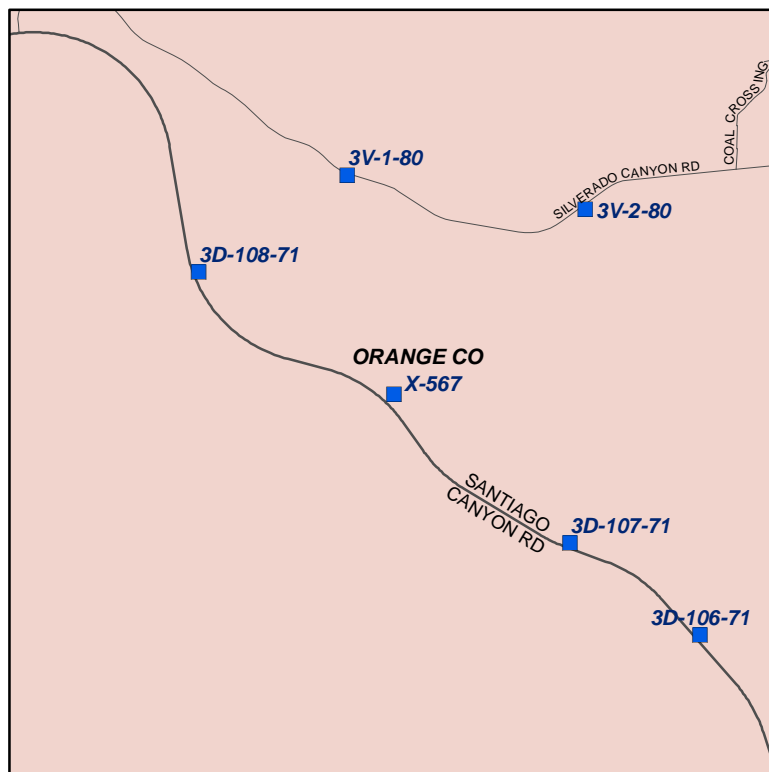 COAL CROSSING
3V-1-80
SILVERADO CANYON RD
3V-2-80
3D-108-71
ORANGE CO
X-567
SANTIAGO
CANYON RD
3D-107-71
3D-106-71